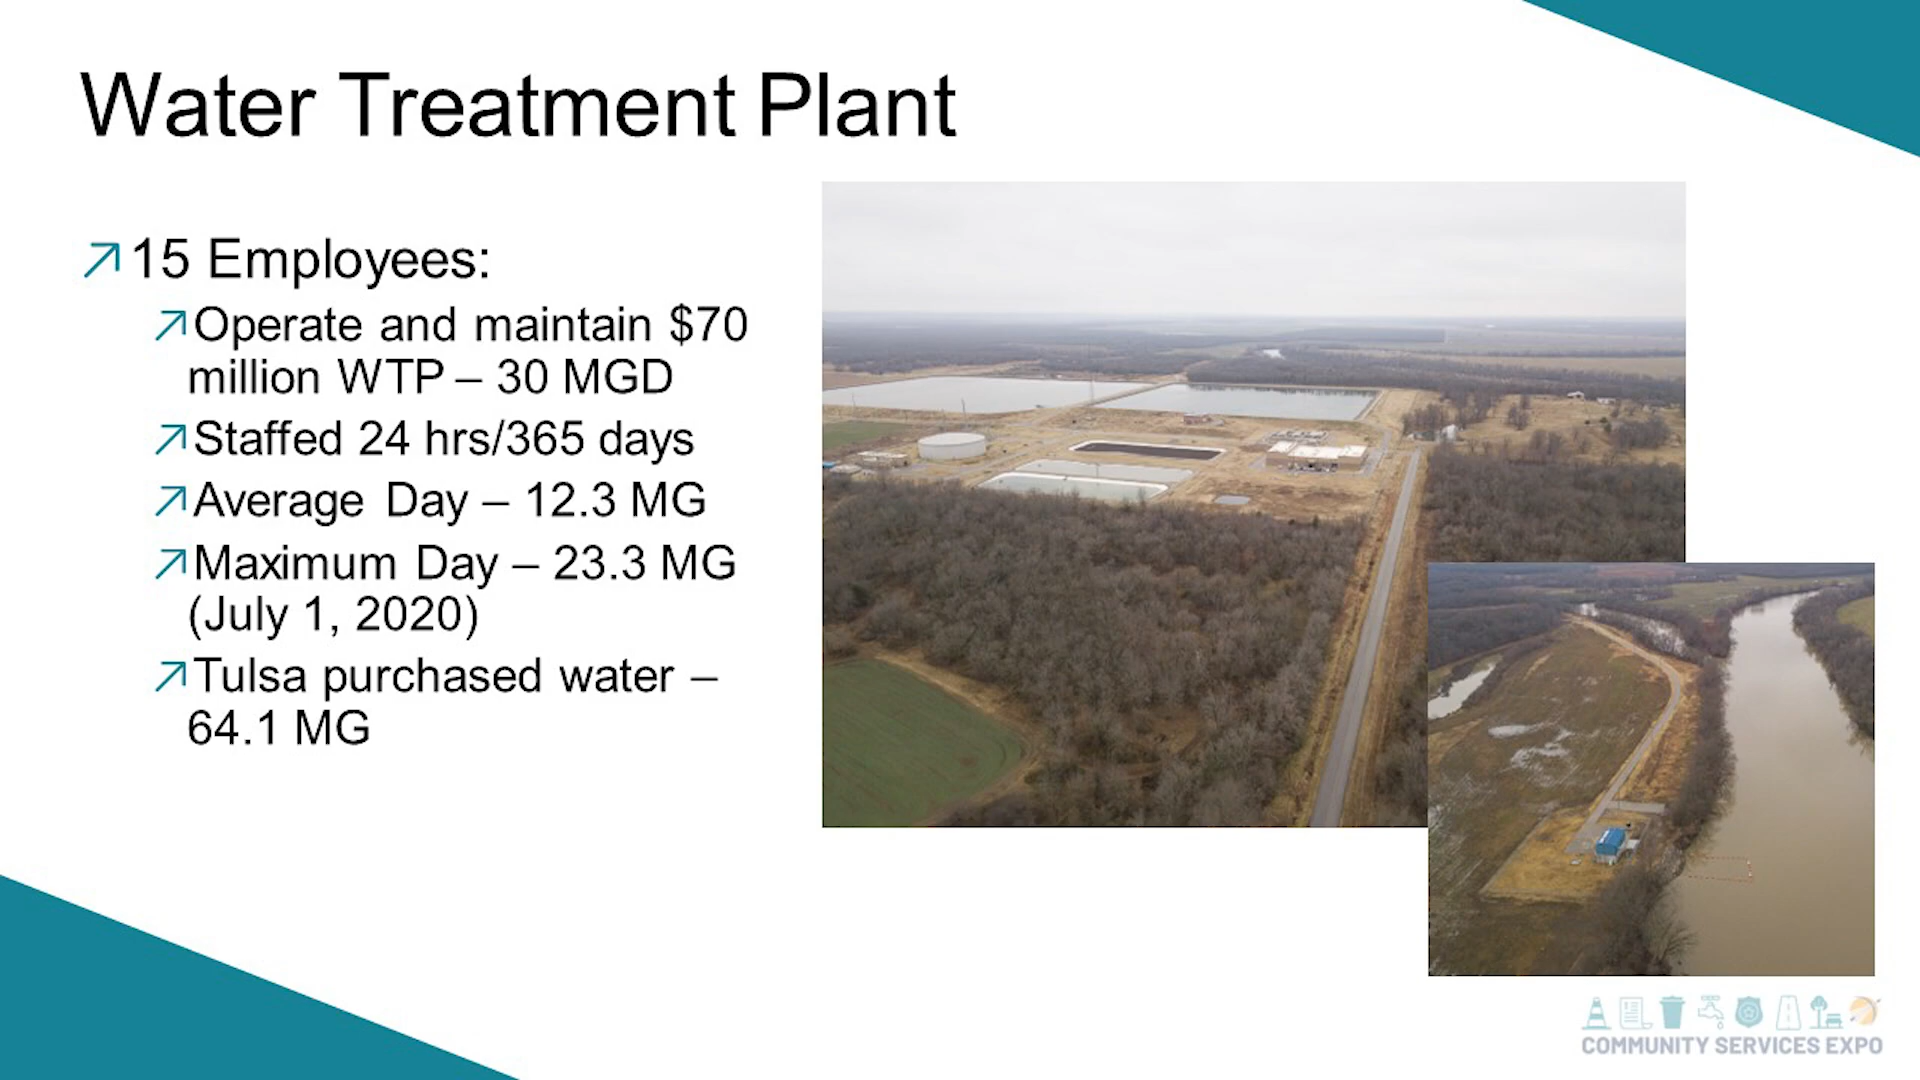 Water Treatment Plant
15 Employees:
Operate and maintain $70
million WTP – 30 MGD
Staffed 24 hrs/365 days
Average Day – 12.3 MG
Maximum Day – 23.3 MG
(July 1, 2020)
Tulsa purchased water –
64.1 MG
COMMUNITY SERVICES EXPO